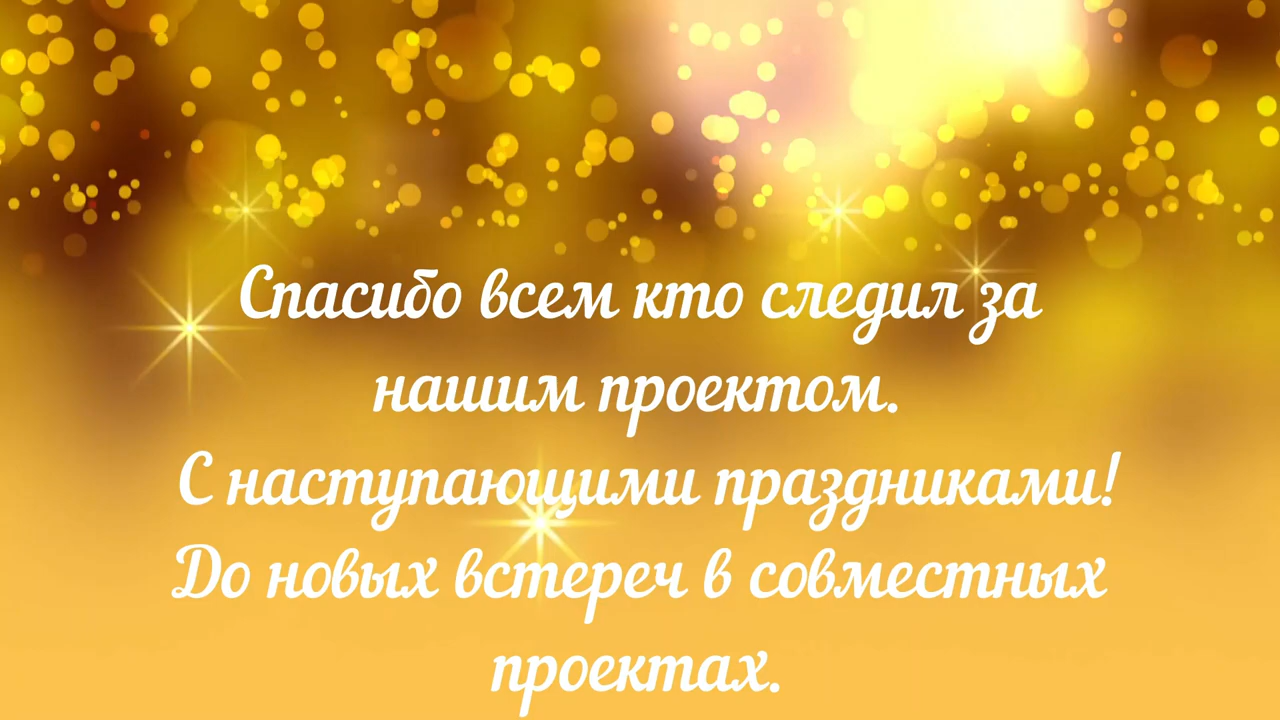 Спасибо всем кто следил за
нашим проектом.
С наступающими праздниками!
До новых встереч в совместных
проектах.